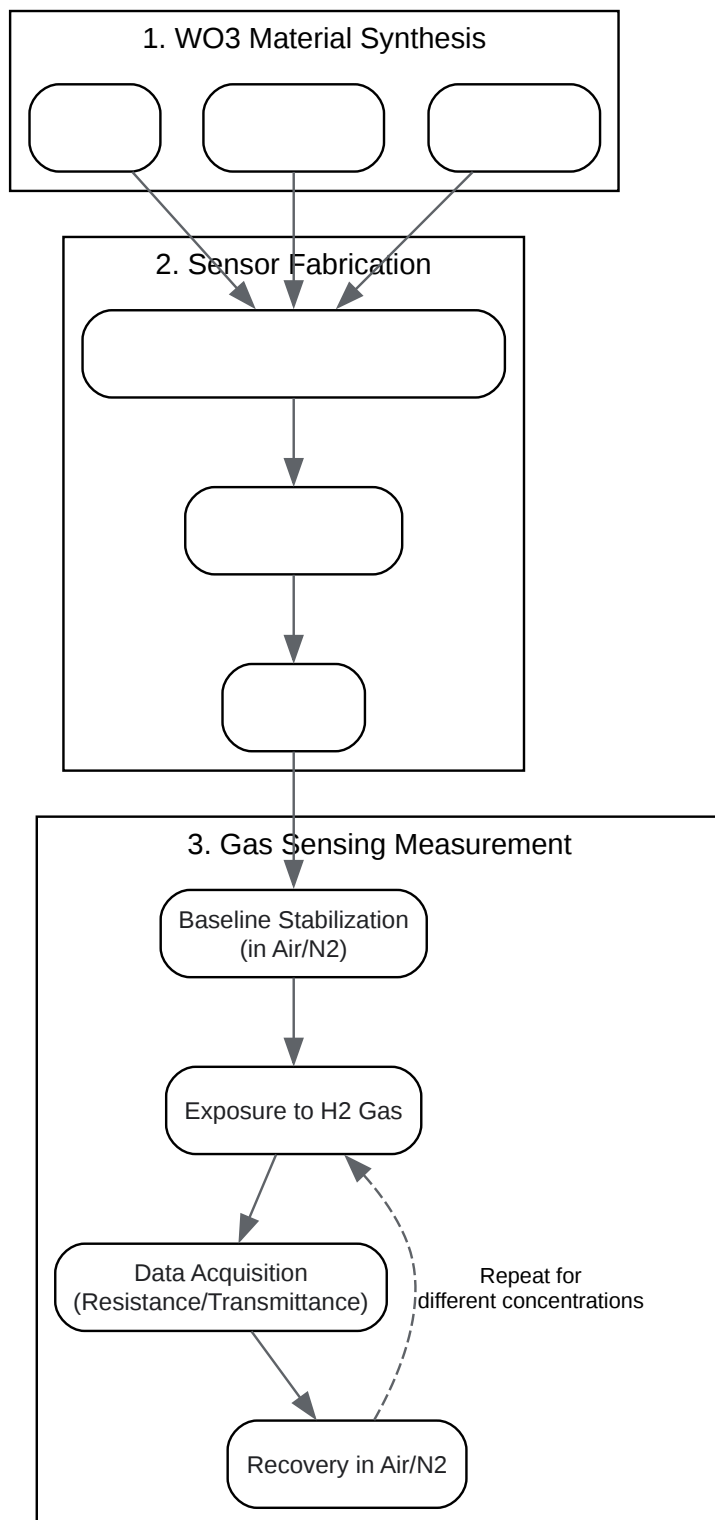 1. WO3 Material Synthesis
2. Sensor Fabrication
3. Gas Sensing Measurement
Baseline Stabilization
(in Air/N2)
Exposure to H2 Gas
Data Acquisition
(Resistance/Transmittance)
Repeat for
different concentrations
Recovery in Air/N2